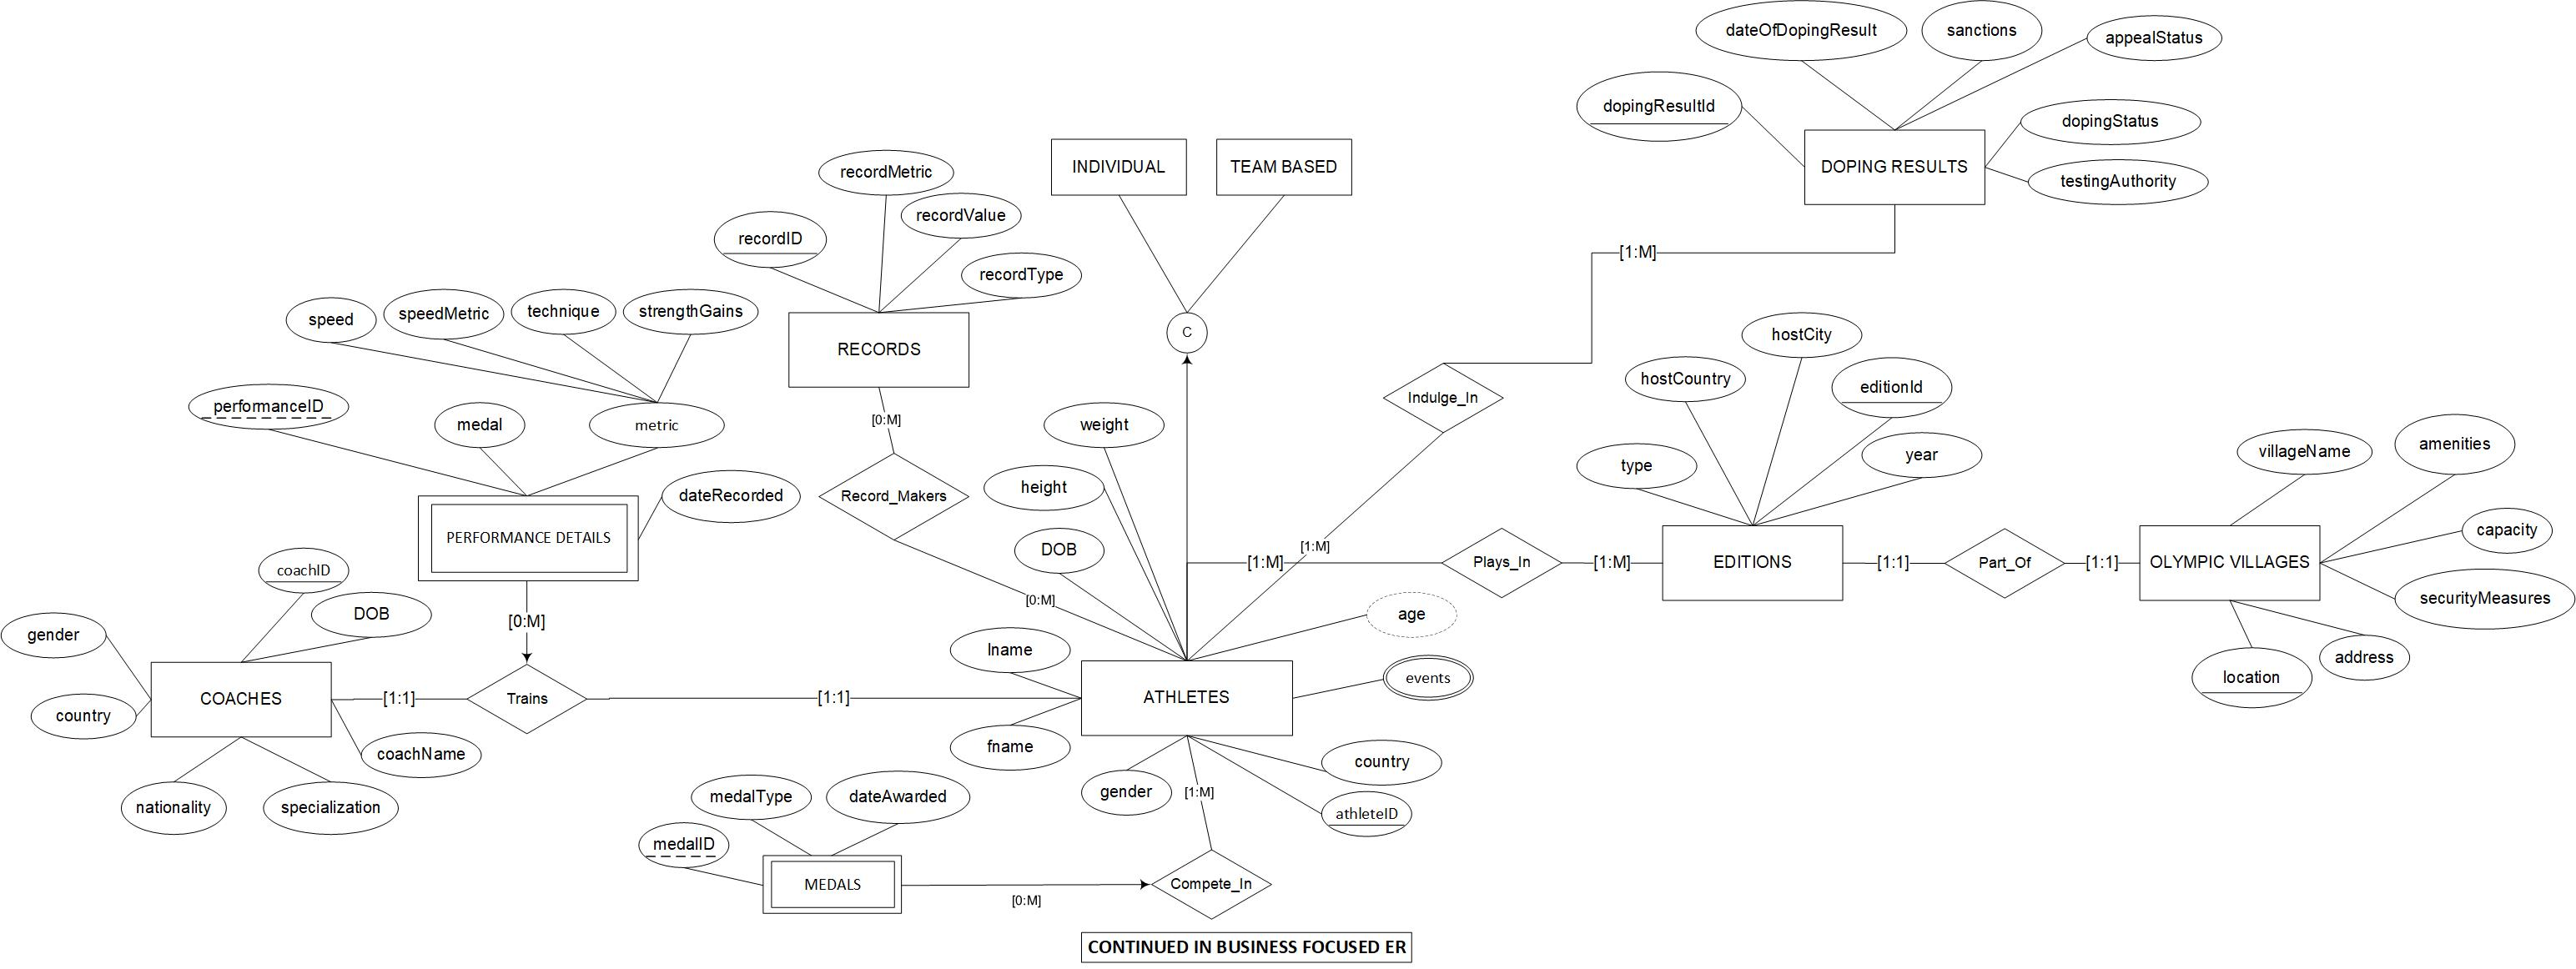 dateOfDopingResult
sanctions
appealStatus
dopingResultId
dopingStatus
DOPING RESULTS
testingAuthority
[1:M]
INDIVIDUAL
TEAM BASED
C
recordMetric
recordValue
recordID
recordType
RECORDS
[0:M]
Record_Makers
[0:M]
speed
speedMetric
technique
strengthGains
performanceID
medal
metric
dateRecorded
PERFORMANCE DETAILS
[0:M]
Indulge_In
[1:M]
hostCity
hostCountry
editionId
type
year
EDITIONS
[1:M]
Plays_In
[1:M]
[1:1]
Part_Of
[1:1]
villageName
amenities
capacity
OLYMPIC VILLAGES
securityMeasures
address
location
weight
height
DOB
lname
fname
age
events
ATHLETES
country
athleteID
gender
[1:M]
coachID
DOB
gender
COACHES
country
coachName
nationality
specialization
[1:1]
Trains
[1:1]
medalType
dateAwarded
medalID
MEDALS
[0:M]
Compete_In
CONTINUED IN BUSINESS FOCUSED ER